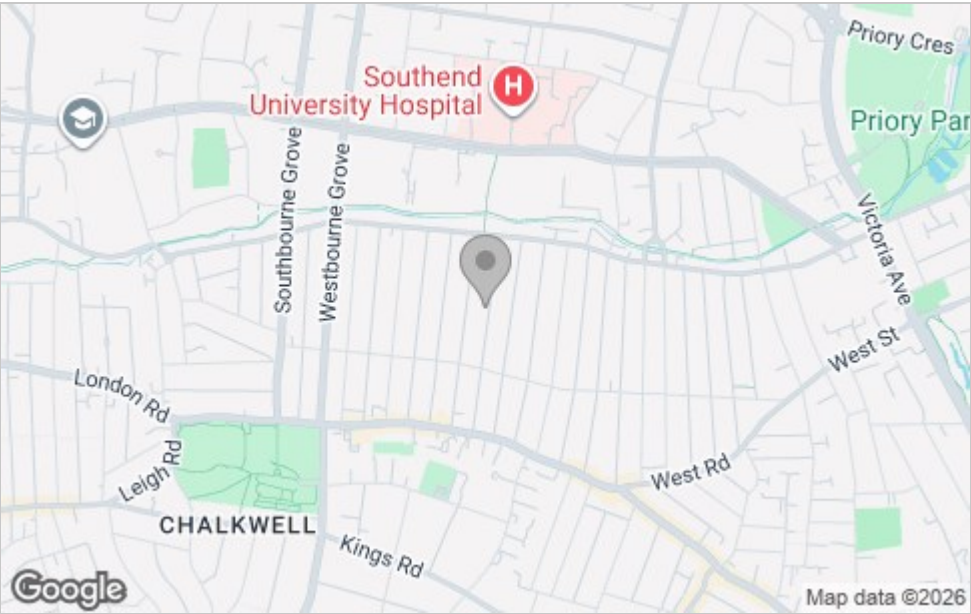 Priory Cres
Southend
University Hospital
H
Priory Par
Southbourne Grove
Westbourne Grove
Victoria Ave
West St
London Rd
Leigh Rd
West Rd
CHALKWELL
Kings Rd
Google
Map data ©2026